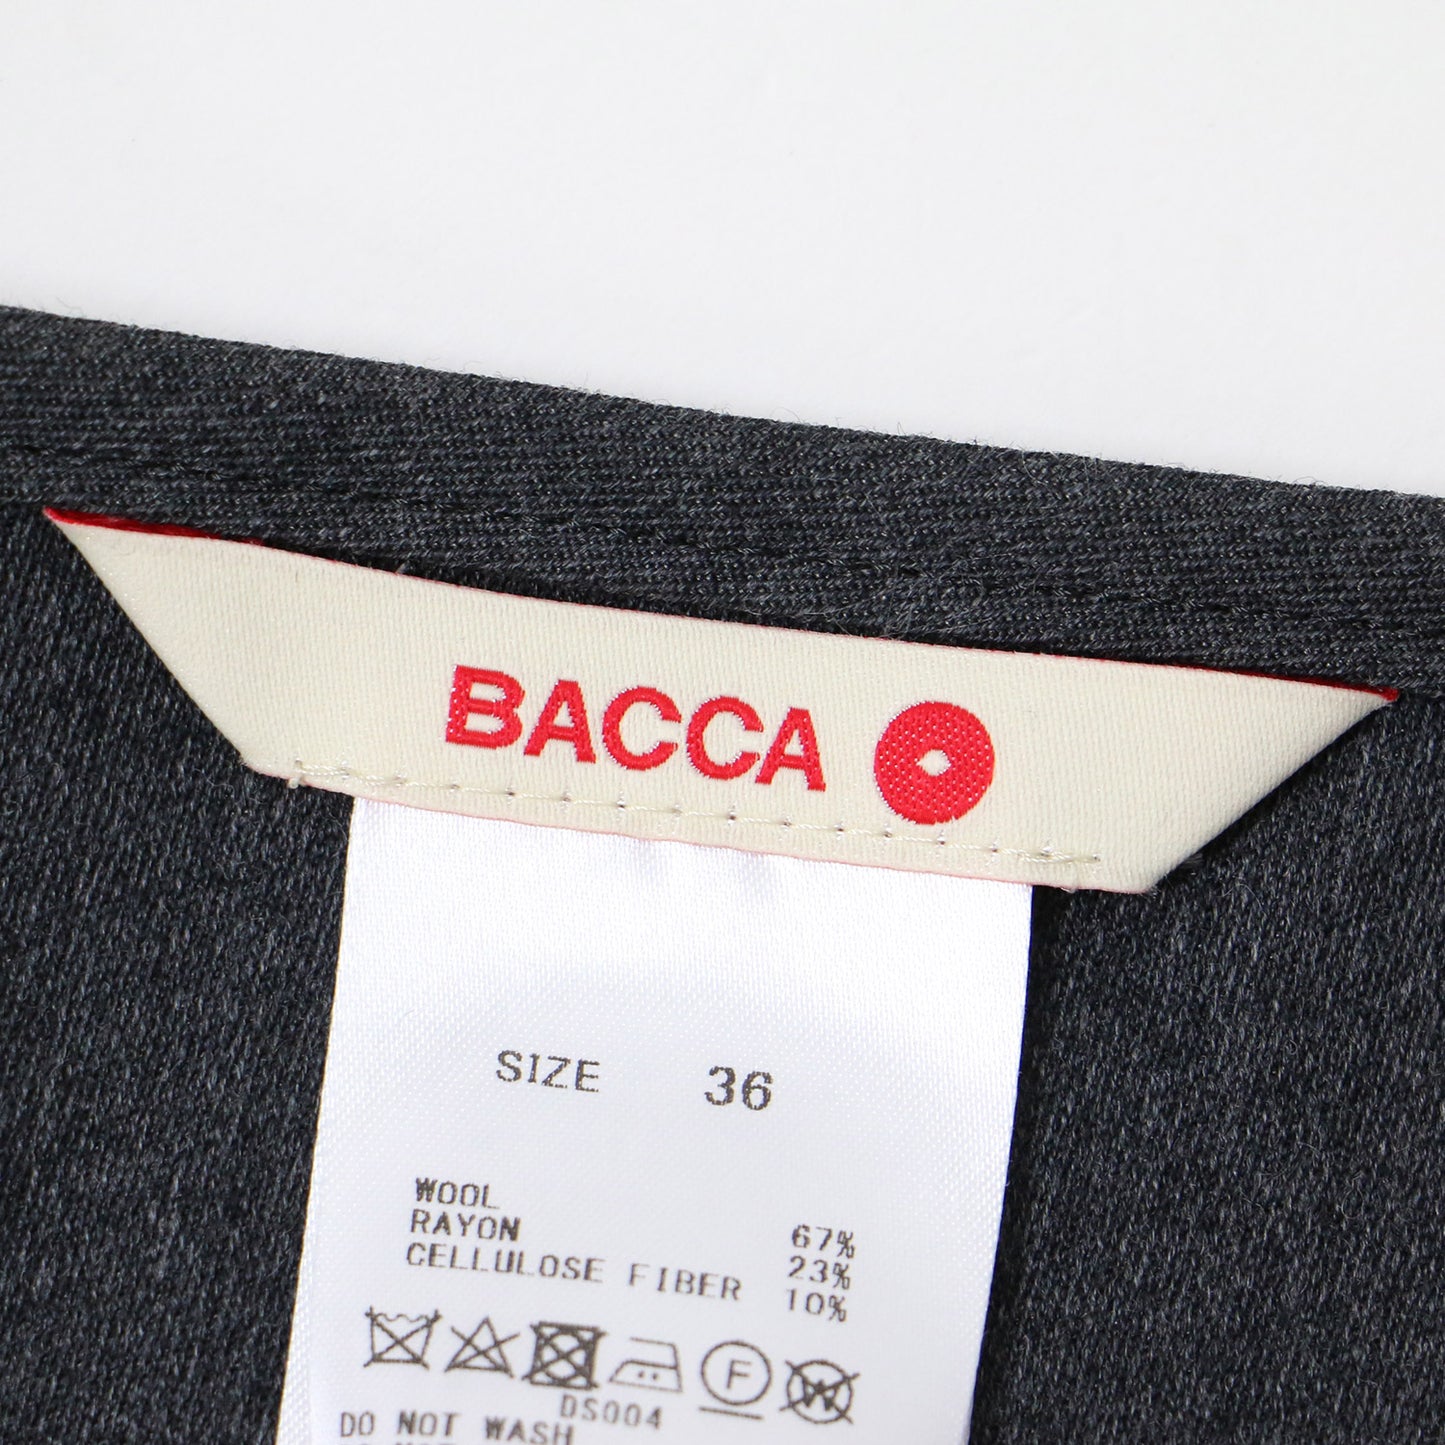 BACCA
SIZE 36
WOOL 67%
RAYON 23%
CELLULOSE FIBER 10%
F W
DS004
DO NOT WASH